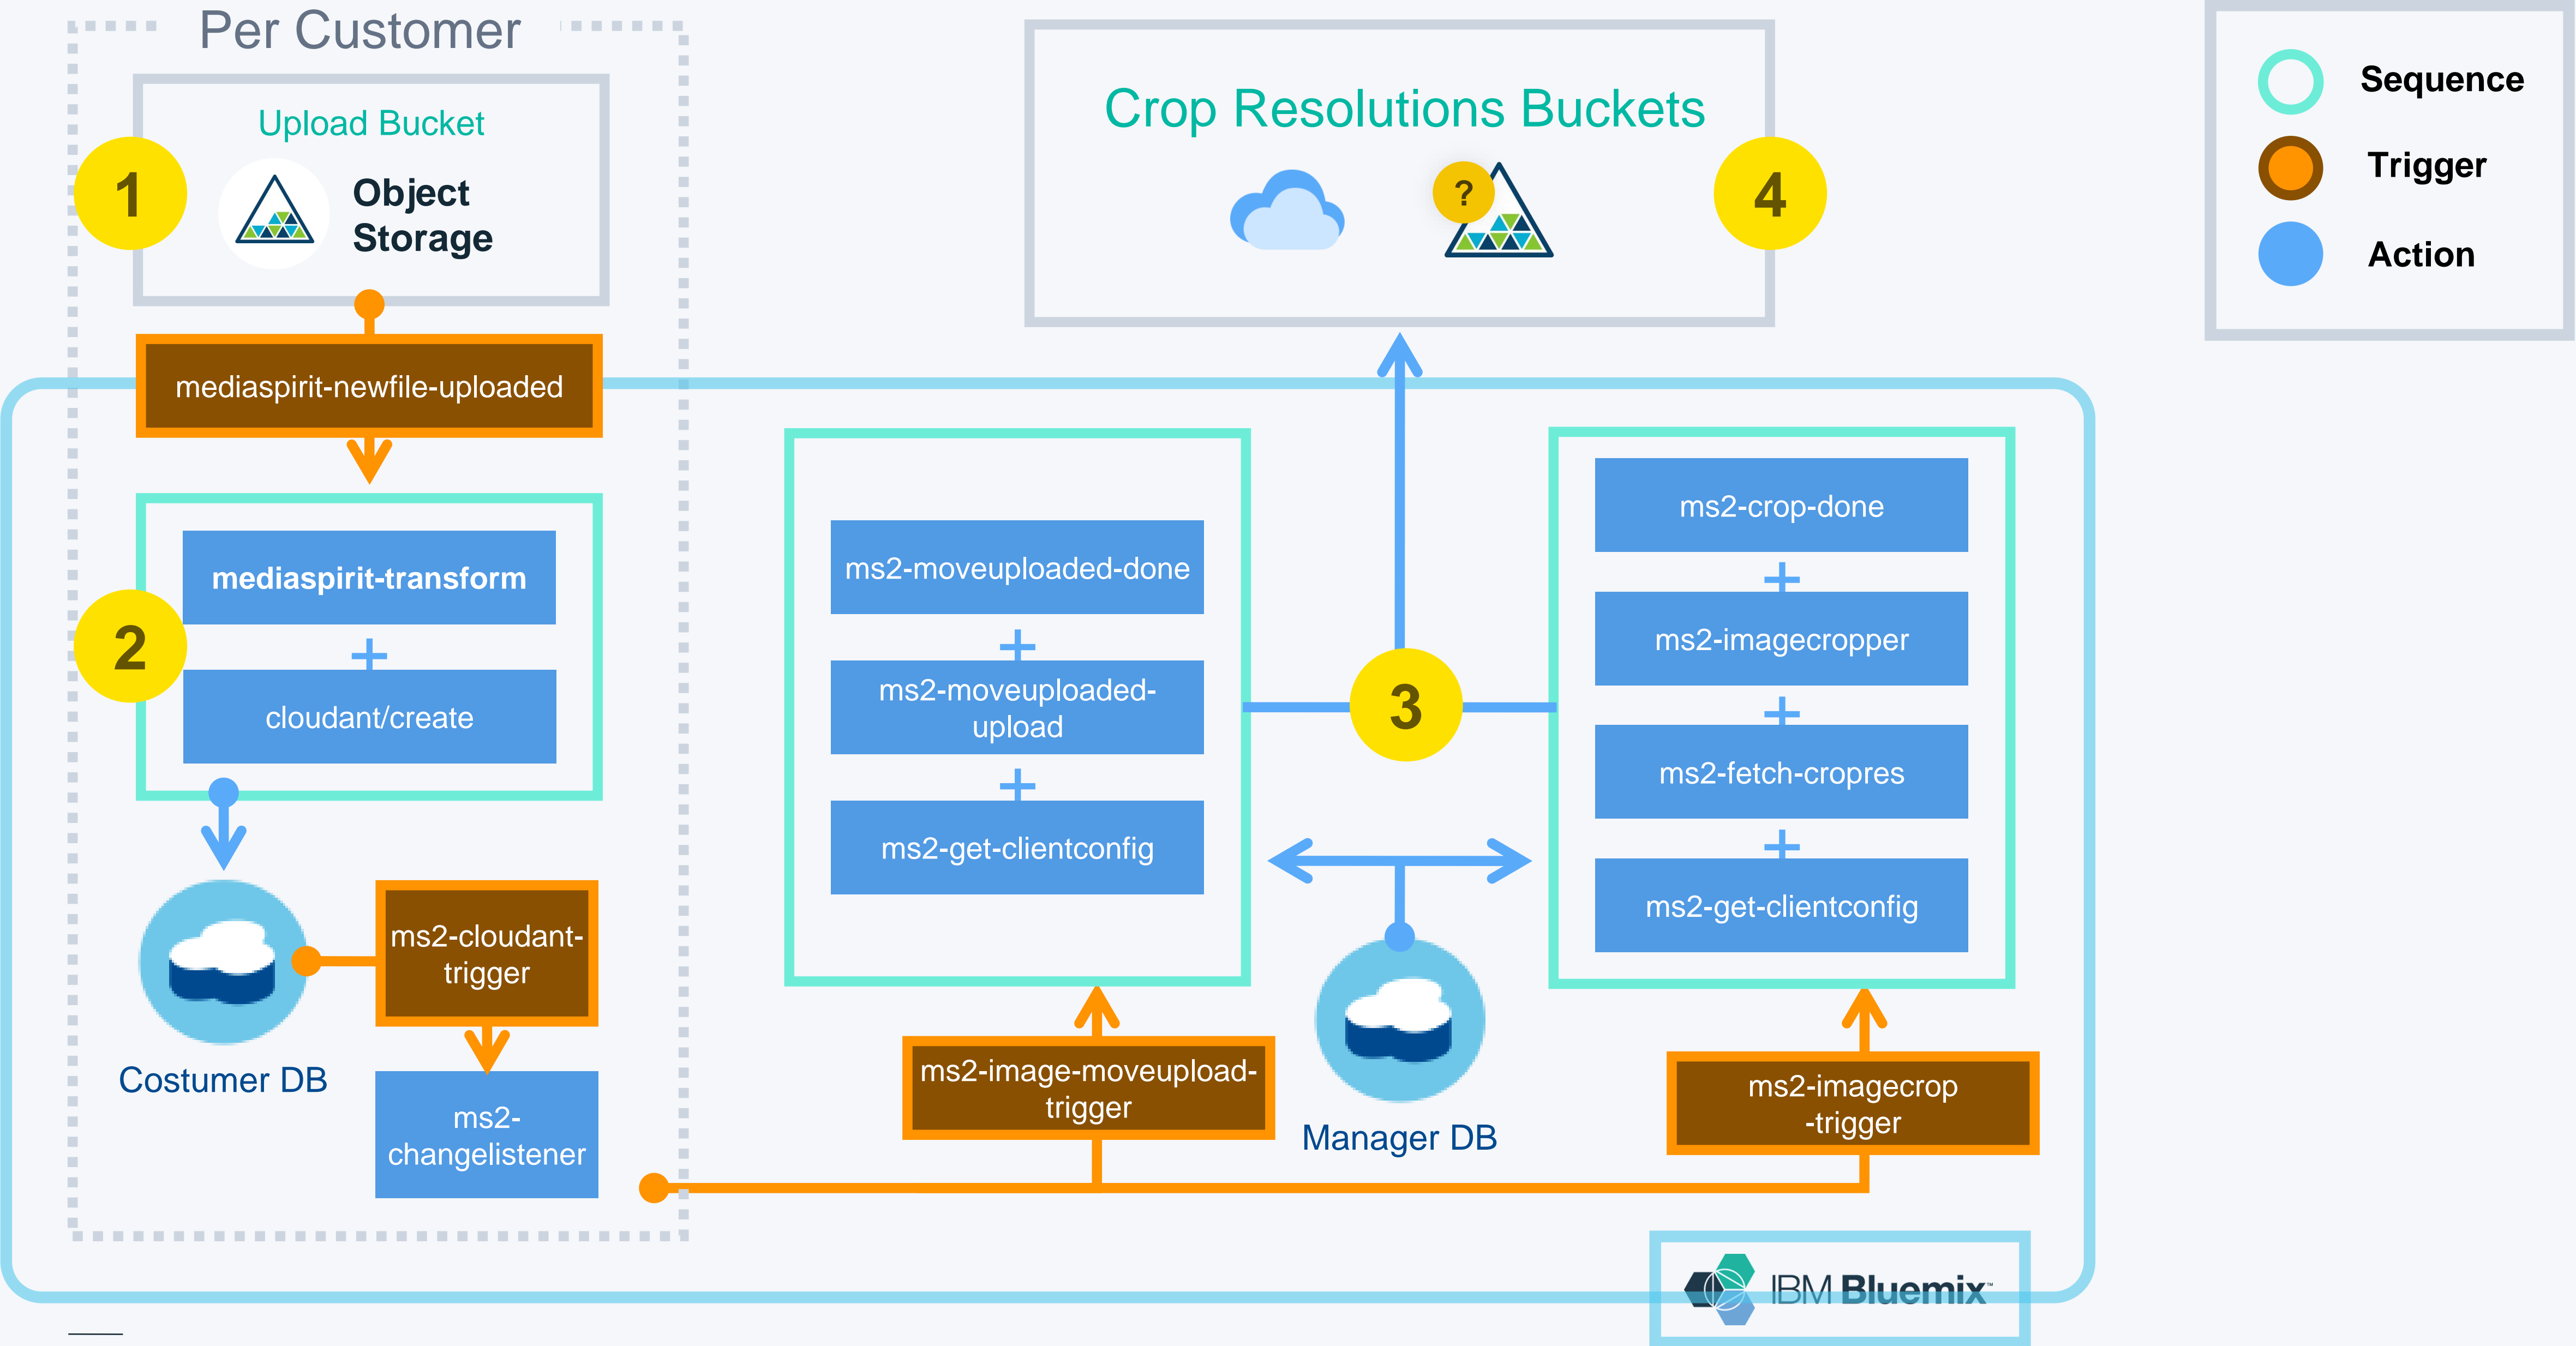 Per Customer
Upload Bucket
1
Object
Storage
mediaspirit-newfile-uploaded
2
mediaspirit-transform
+
cloudant/create
Costumer DB
ms2-cloudant-
trigger
ms2-
changelistener
Crop Resolutions Buckets
?
4
ms2-moveuploaded-done
+
ms2-moveuploaded-
upload
+
ms2-get-clientconfig
3
ms2-crop-done
+
ms2-imagecropper
+
ms2-fetch-cropres
+
ms2-get-clientconfig
ms2-image-moveupload-
trigger
Manager DB
ms2-imagecrop
-trigger
IBM Bluemix™
Sequence
Trigger
Action